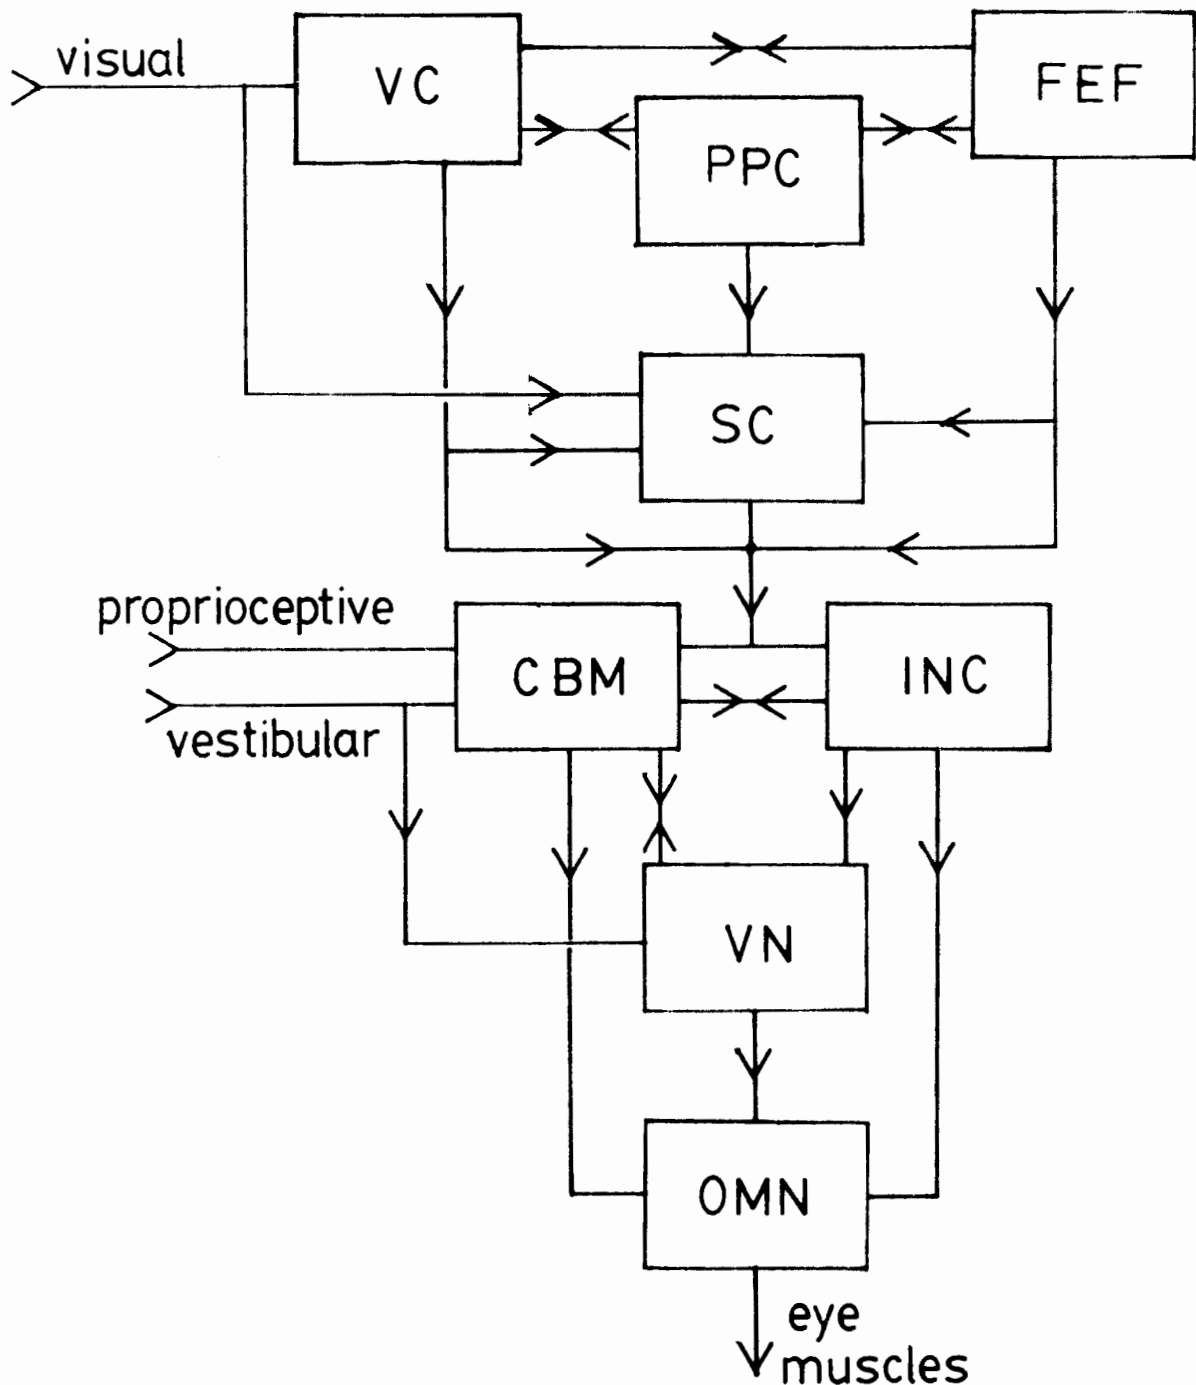 visual
VC
FEF
PPC
SC
proprioceptive
CBM
INC
vestibular
VN
OMN
eye
muscles